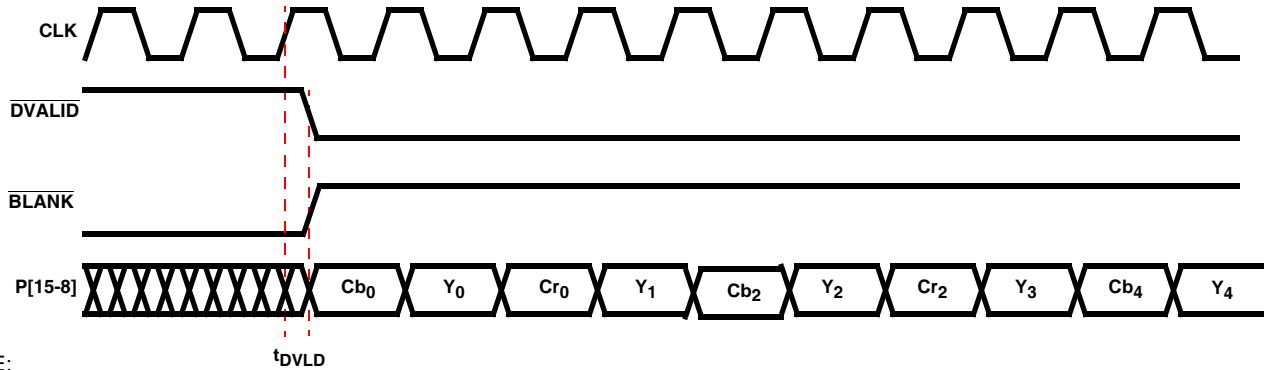 CLK
DVALID
BLANK
P[15-8] Cb0 Y0 Cr0 Y1 Cb2 Y2 Cr2 Y3 Cb4 Y4
tDVLD
E: